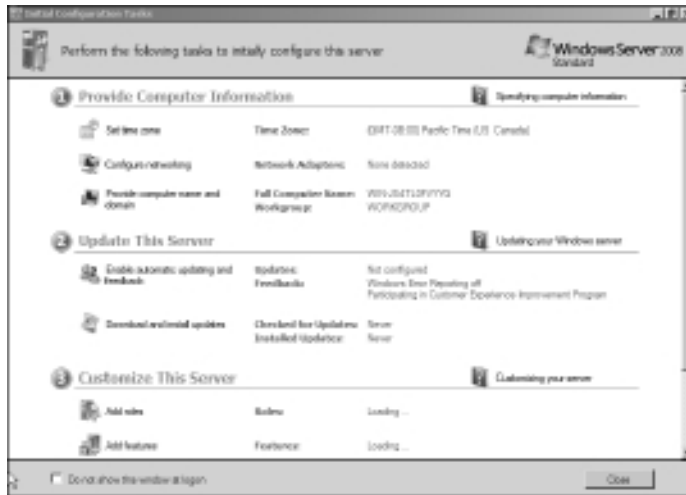 Initial Configuration Tasks
Perform the following tasks to initially configure this server
Windows Server 2008
Standard
1 Provide Computer Information
Specifying computer information
Set time zone
Time Zone:
(GMT-08:00) Pacific Time (US Canada)
Configure networking
Network Adapters:
None detected
Provide computer name and domain
Full Computer Name:
Workgroup:
WORKGROUP
2 Update This Server
Updating your Windows server
Enable automatic updating and feedback
Updates:
Not configured
Feedback:
Windows Error Reporting off
Participating in Customer Experience Improvement Program
Download and install updates
Checked for Updates:
Never
Installed Updates:
Never
3 Customize This Server
Customizing your server
Add roles
Roles:
Loading ...
Add features
Features:
Loading ...
Do not show this window at logon
Close